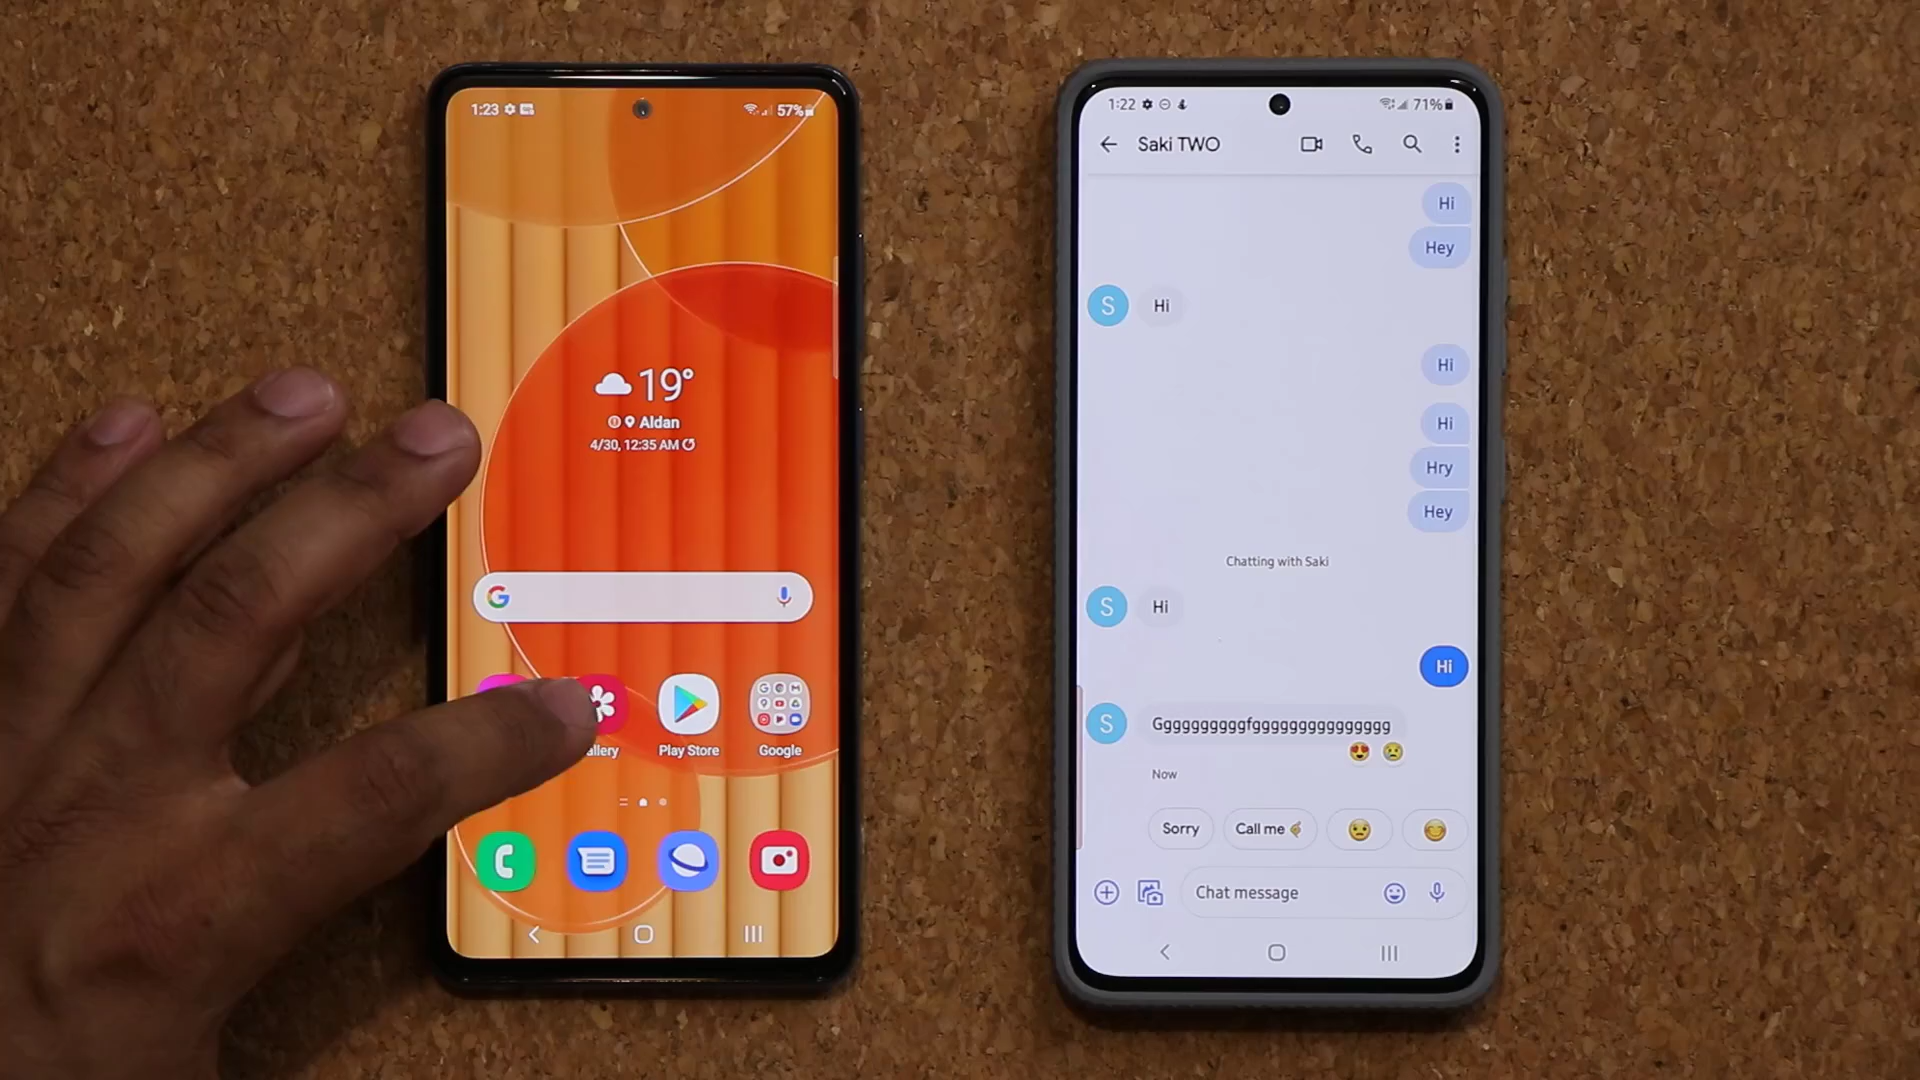 1:23
57%
19°
Aldan
4/30, 12:35 AM
G
allery
Play Store
Google
1:22
71%
Saki TWO
Hi
Hey
S
Hi
Hi
Hi
Hry
Hey
Chatting with Saki
S
Hi
Hi
S
Now
Sorry
Call me
Chat message